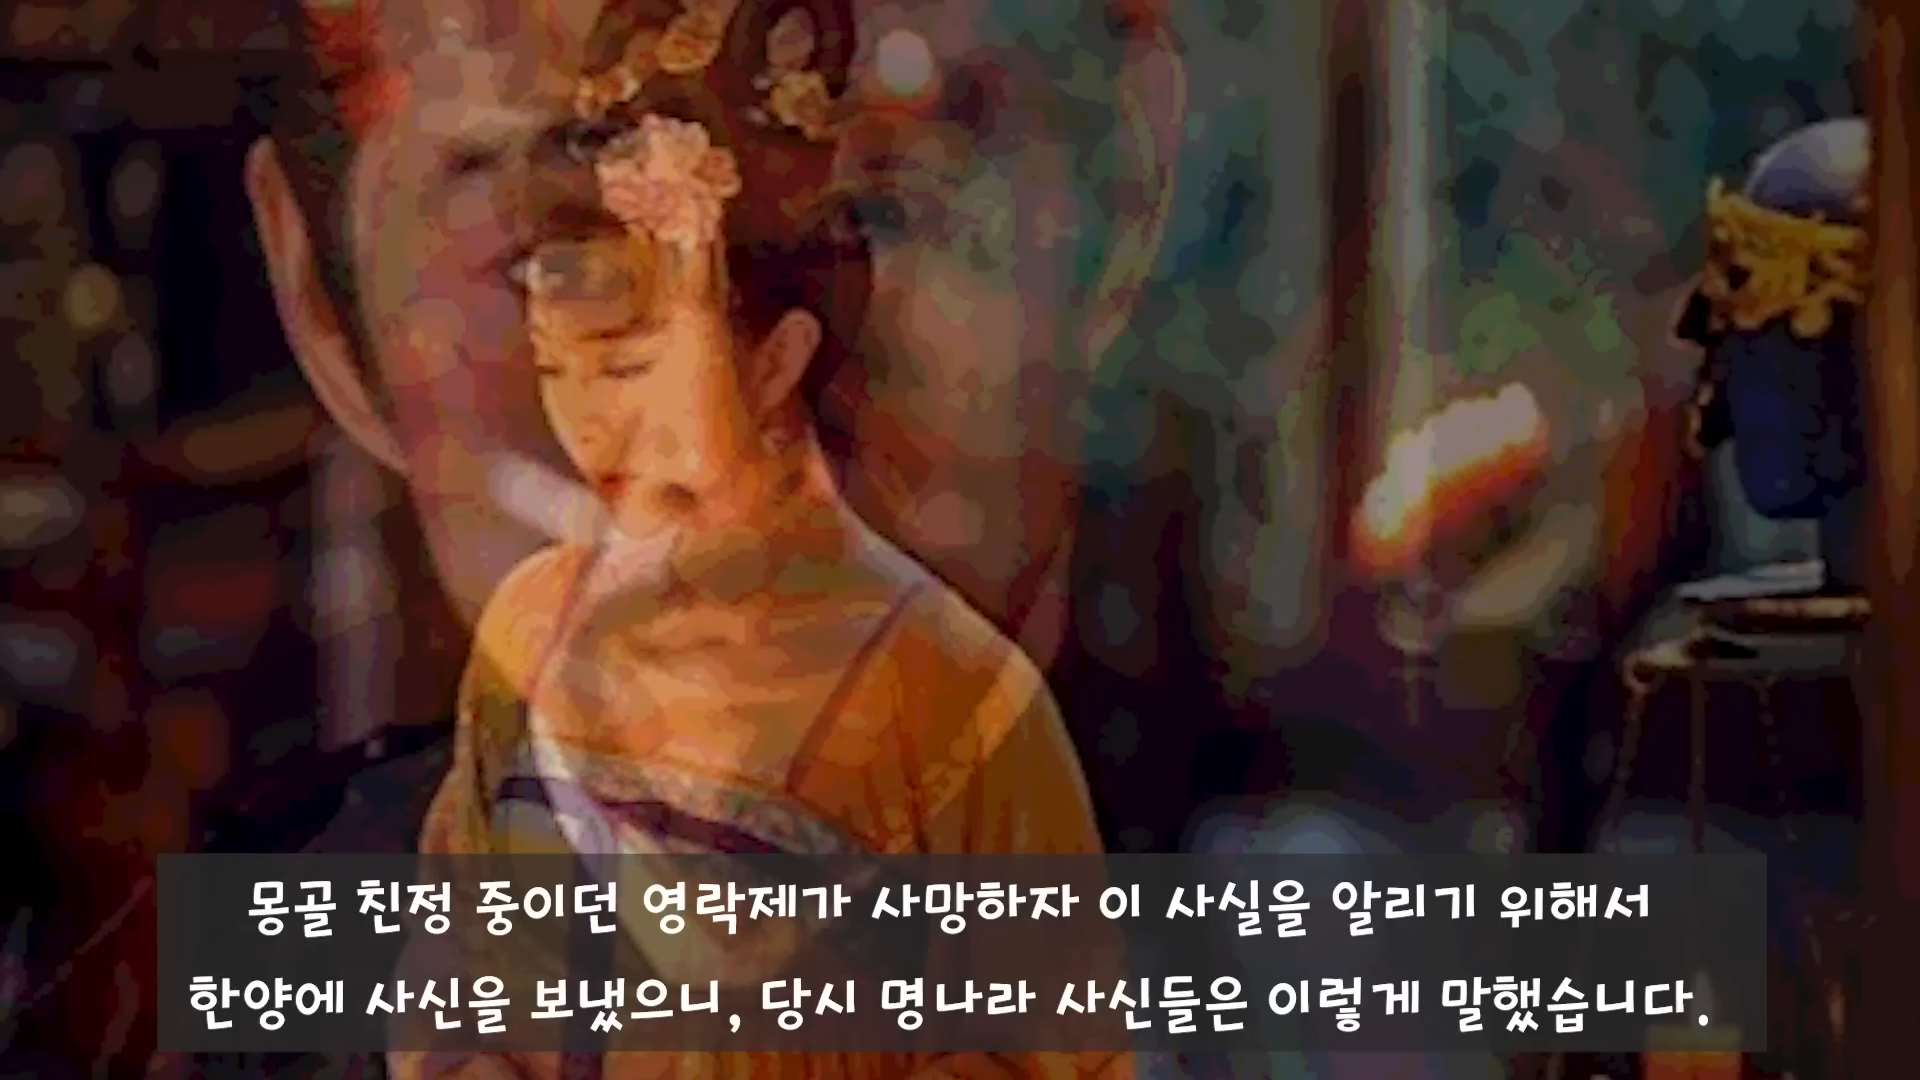 몽골 친정 중이던 영락제가 사망하자 이 사실을 알리기 위해서
한양에 사신을 보냈으니, 당시 명나라 사신들은 이렇게 말했습니다.